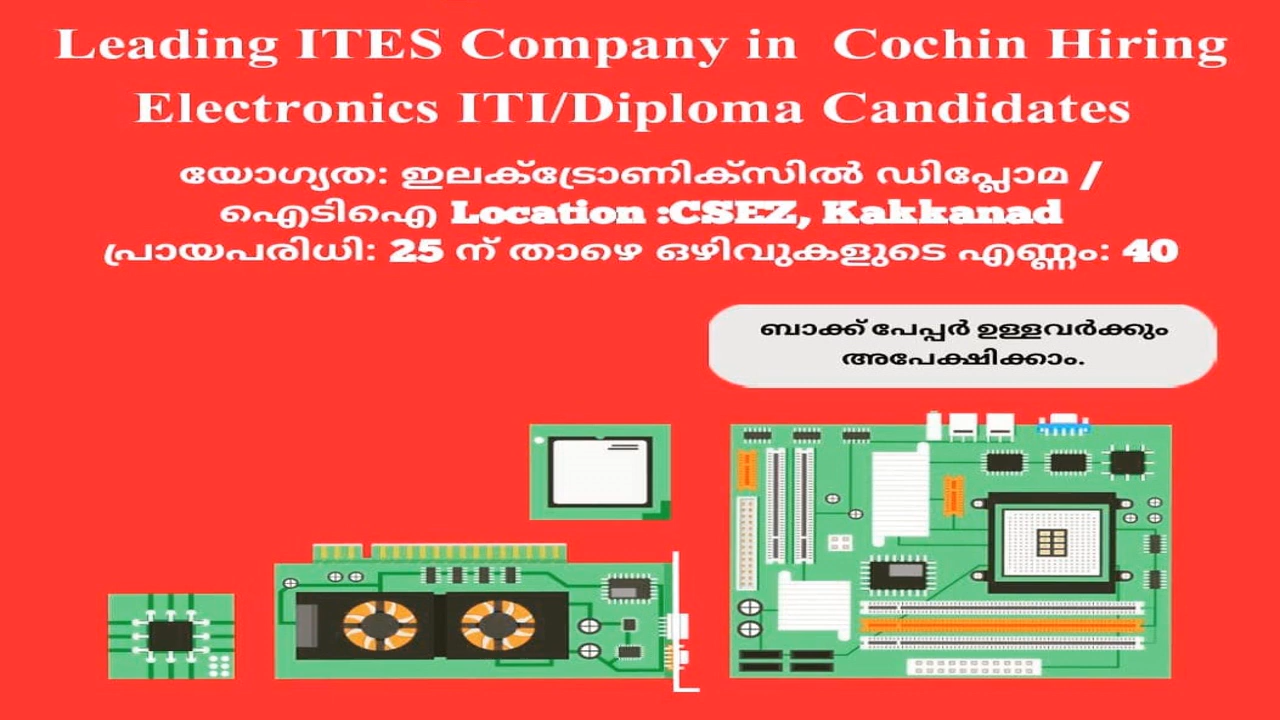 Leading ITES Company in Cochin Hiring
Electronics ITI/Diploma Candidates
യോഗ്യത: ഇലക്ട്രോണിക്സിൽ ഡിപ്ലോമ /
ഐടിഐ Location :CSEZ, Kakkanad
പ്രായപരിധി: 25 ന് താഴെ ഒഴിവുകളുടെ എണ്ണം: 40
ബാക്ക് പേപ്പർ ഉള്ളവർക്കും
അപേക്ഷിക്കാം.